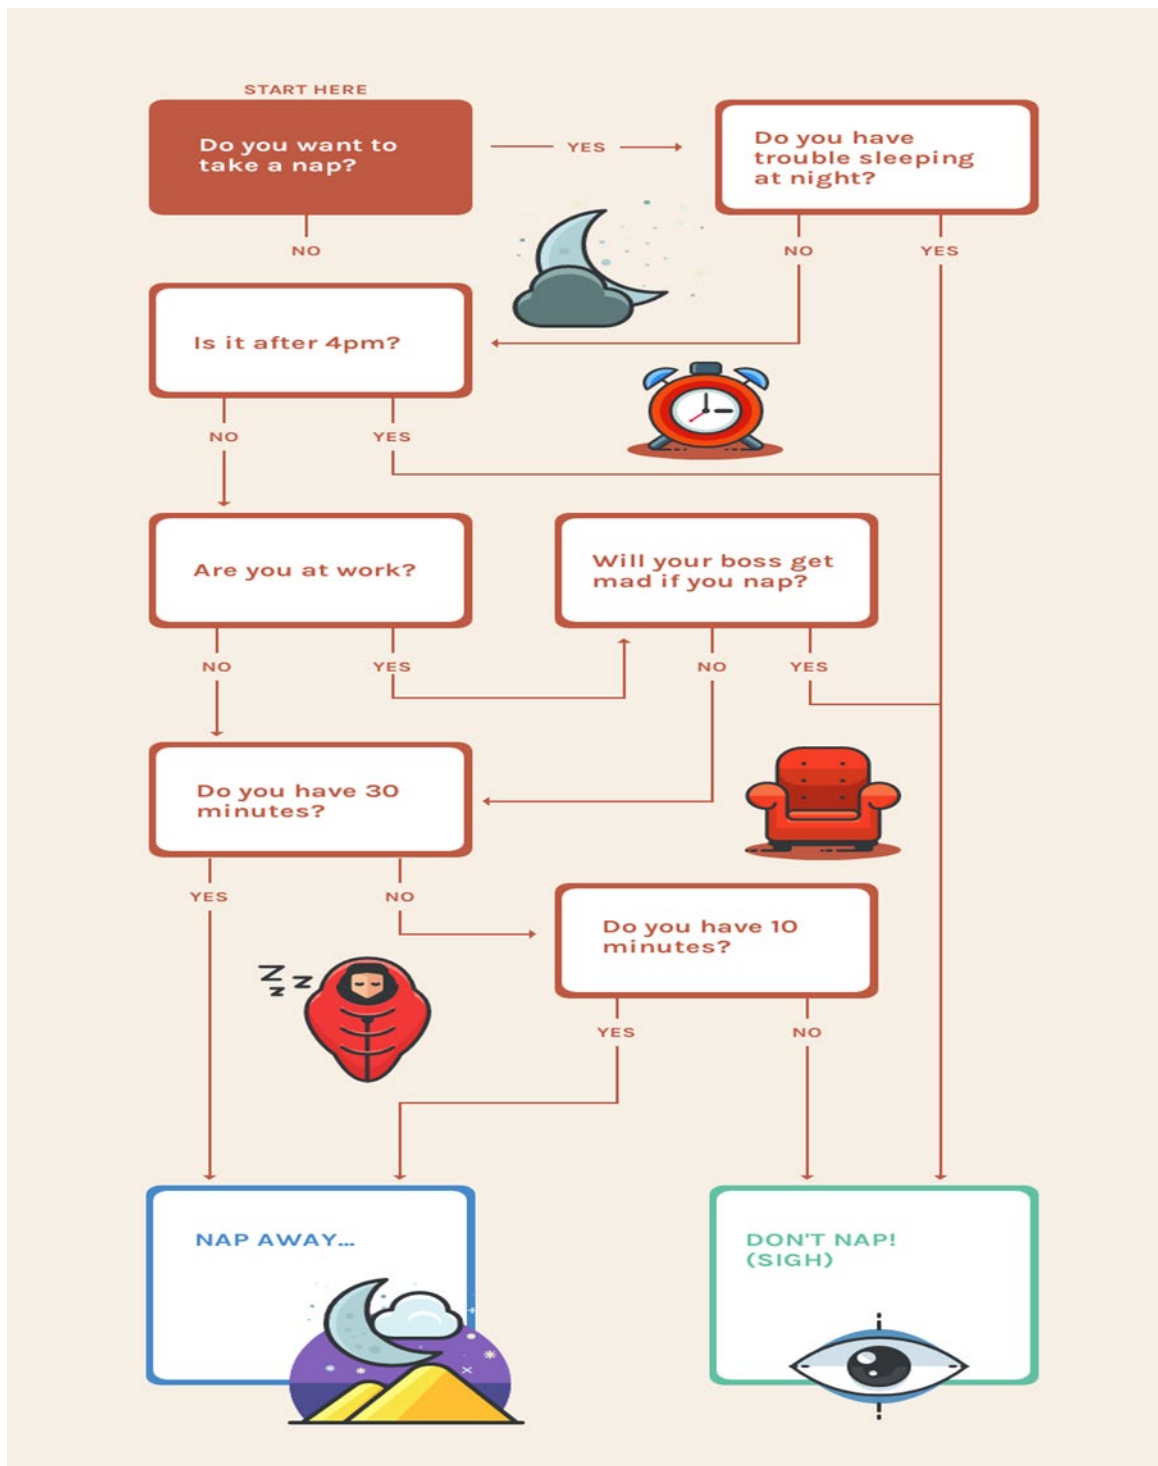 START HERE
Do you want to
take a nap?
YES
Do you have
trouble sleeping
at night?
NO
NO
YES
Is it after 4pm?
NO
YES
Are you at work?
Will your boss get
mad if you nap?
NO
YES
NO
YES
Do you have 30
minutes?
YES
NO
Do you have 10
minutes?
Z
z
z
YES
NO
NAP AWAY...
DON'T NAP!
(SIGH)